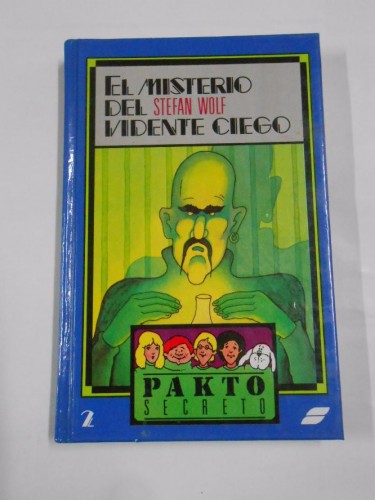 EL MISTERIO
DEL STEFAN WOLF
VIDENTE CIEGO
PAKTO
SECRETO
2